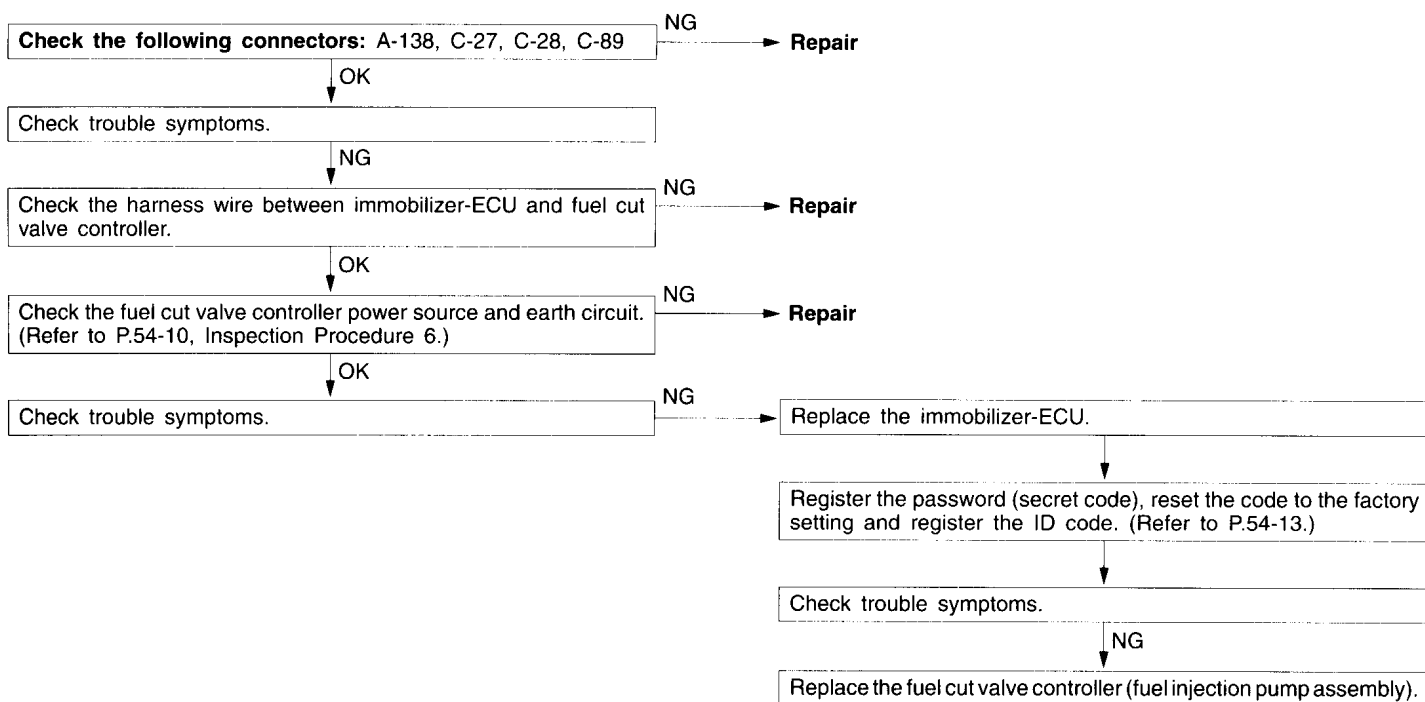 NG
Check the following connectors: A-138, C-27, C-28, C-89
Repair
OK
Check trouble symptoms.
NG
NG
Check the harness wire between immobilizer-ECU and fuel cut
valve controller.
Repair
OK
NG
Check the fuel cut valve controller power source and earth circuit.
(Refer to P.54-10, Inspection Procedure 6.)
Repair
OK
NG
Check trouble symptoms.
Replace the immobilizer-ECU.
Register the password (secret code), reset the code to the factory
setting and register the ID code. (Refer to P.54-13.)
Check trouble symptoms.
NG
Replace the fuel cut valve controller (fuel injection pump assembly).